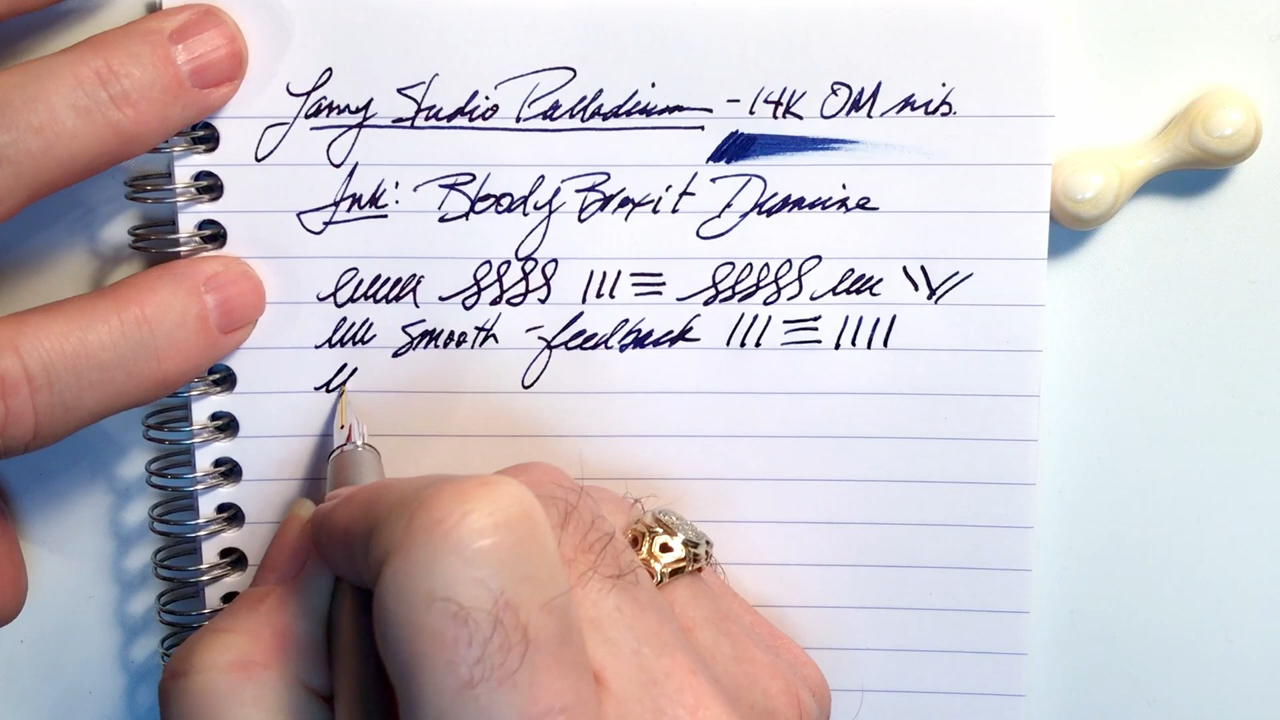 Lamy Studio Palladium - 14K OM nib.
Ink: Bloody Brexit Diamine
smooth - feedback